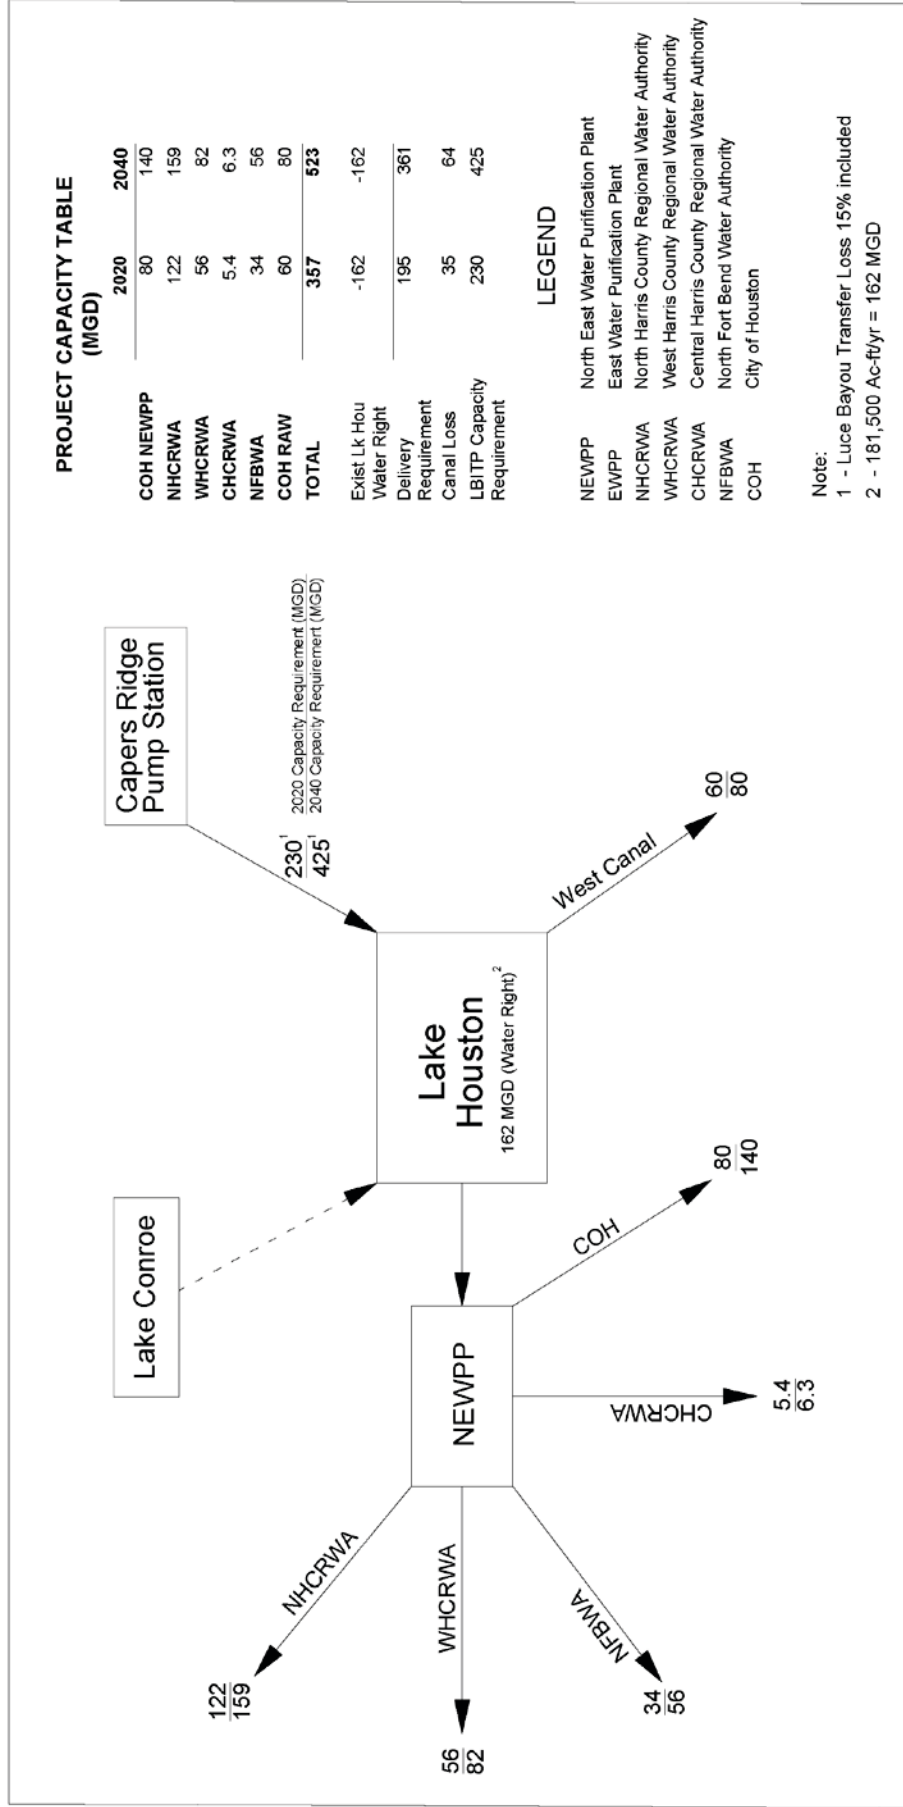 Lake Conroe
Capers Ridge
Pump Station
230¹ 2020 Capacity Requirement (MGD)
425¹ 2040 Capacity Requirement (MGD)
Lake
Houston
162 MGD (Water Right)²
West Canal
60
80
NEWPP
NHCRWA
122
159
WHCRWA
56
82
NFBWA
34
56
CHCRWA
5.4
6.3
COH
80
140
PROJECT CAPACITY TABLE
(MGD)
2020 2040
COH NEWPP 80 140
NHCRWA 122 159
WHCRWA 56 82
CHCRWA 5.4 6.3
NFBWA 34 56
COH RAW 60 80
TOTAL 357 523
Exist Lk Hou
Water Right -162 -162
Delivery
Requirement 195 361
Canal Loss 35 64
LBITP Capacity
Requirement 230 425
LEGEND
NEWPP North East Water Purification Plant
EWPP East Water Purification Plant
NHCRWA North Harris County Regional Water Authority
WHCRWA West Harris County Regional Water Authority
CHCRWA Central Harris County Regional Water Authority
NFBWA North Fort Bend Water Authority
COH City of Houston
Note:
1 - Luce Bayou Transfer Loss 15% included
2 - 181,500 Ac-ft/yr = 162 MGD